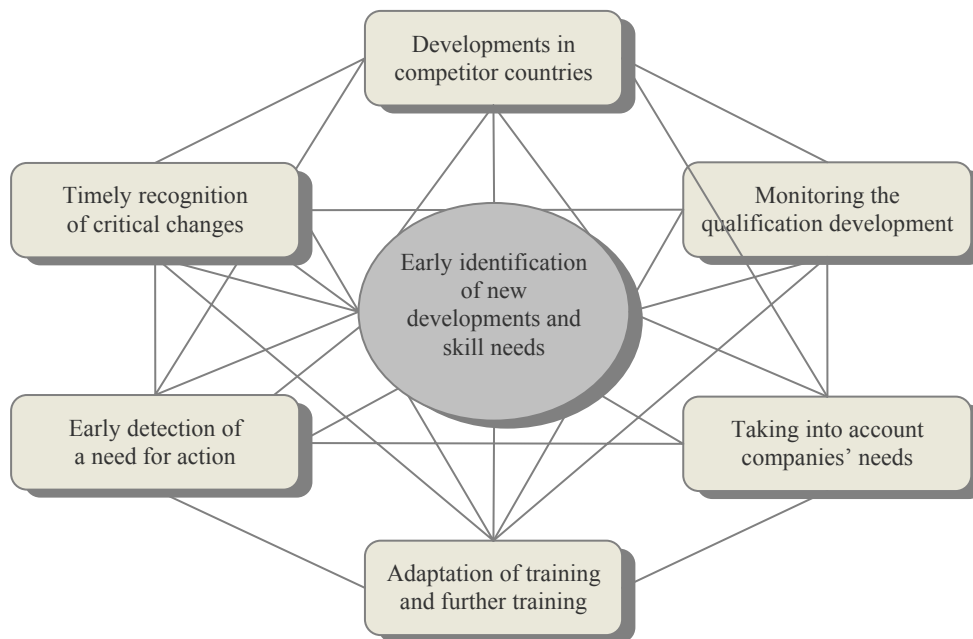 Developments in
competitor countries
Timely recognition
of critical changes
Monitoring the
qualification development
Early identification
of new
developments and
skill needs
Early detection of
a need for action
Taking into account
companies’ needs
Adaptation of training
and further training